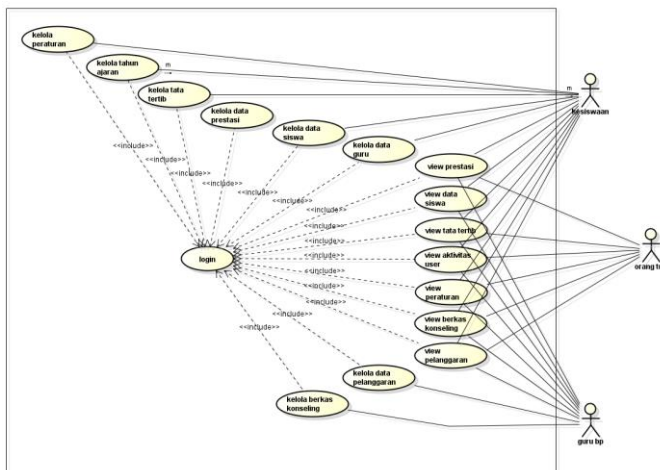 kelola
peraturan
kelola tahun
ajaran
m
kelola tata
tertib
kelola data
prestasi
kelola data
siswa
kelola data
guru
m
kesiswaan
<<include>>
<<include>>
<<include>>
<<include>>
<<include>>
<<include>>
view prestasi
view data
siswa
<<include>>
view tata tertib
<<include>>
orang tu
login
<<include>>
view aktivitas
user
<<include>>
view
peraturan
<<include>>
view berkas
konseling
<<include>>
<<include>>
<<include>>
view
pelanggaran
<<include>>
kelola data
pelanggaran
kelola berkas
konseling
guru bp